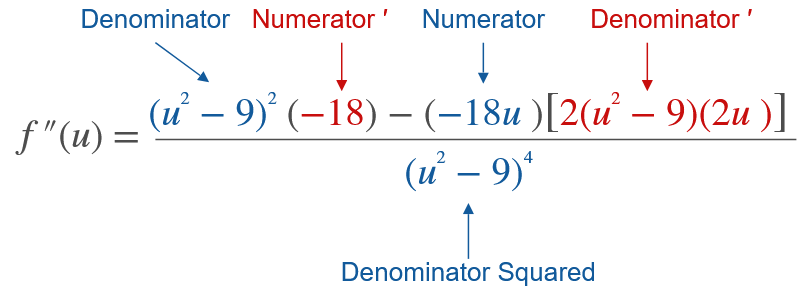 Denominator Numerator ′ Numerator Denominator ′
f ″(u) = (u² − 9)² (−18) − (−18u )[2(u² − 9)(2u )]
(u² − 9)⁴
Denominator Squared